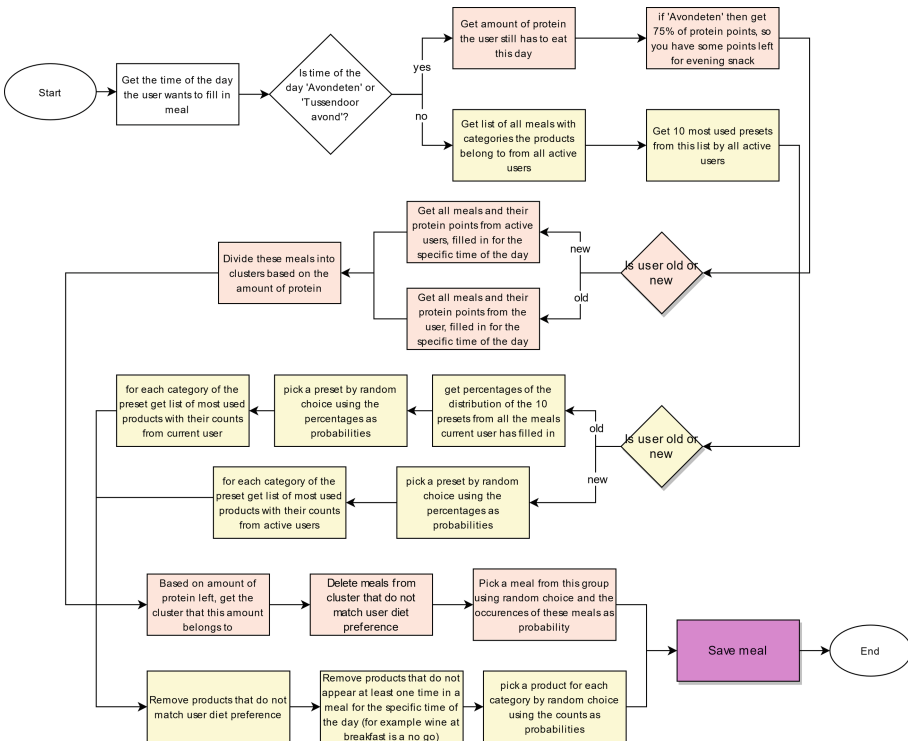 Start
Get the time of the day
the user wants to fill in
meal
Is time of the
day 'Avondeten' or
'Tussendoor
avond'?
yes
no
Get amount of protein
the user still has to eat
this day
if 'Avondeten' then get
75% of protein points, so
you have some points left
for evening snack
Get list of all meals with
categories the products
belong to from all active
users
Get 10 most used presets
from this list by all active
users
Is user old or
new
new
old
Get all meals and their
protein points from active
users, filled in for the
specific time of the day
Get all meals and their
protein points from the
user, filled in for the
specific time of the day
Divide these meals into
clusters based on the
amount of protein
Is user old or
new
old
new
get percentages of the
distribution of the 10
presets from all the meals
current user has filled in
pick a preset by random
choice using the
percentages as
probabilities
for each category of the
preset get list of most used
products with their counts
from current user
pick a preset by random
choice using the
percentages as
probabilities
for each category of the
preset get list of most used
products with their counts
from active users
Based on amount of
protein left, get the
cluster that this amount
belongs to
Delete meals from
cluster that do not
match user diet
preference
Pick a meal from this group
using random choice and the
occurences of these meals as
probability
Remove products that do not
match user diet preference
Remove products that do not
appear at least one time in a
meal for the specific time of
the day (for example wine at
breakfast is a no go)
pick a product for each
category by random choice
using the counts as
probabilities
Save meal
End